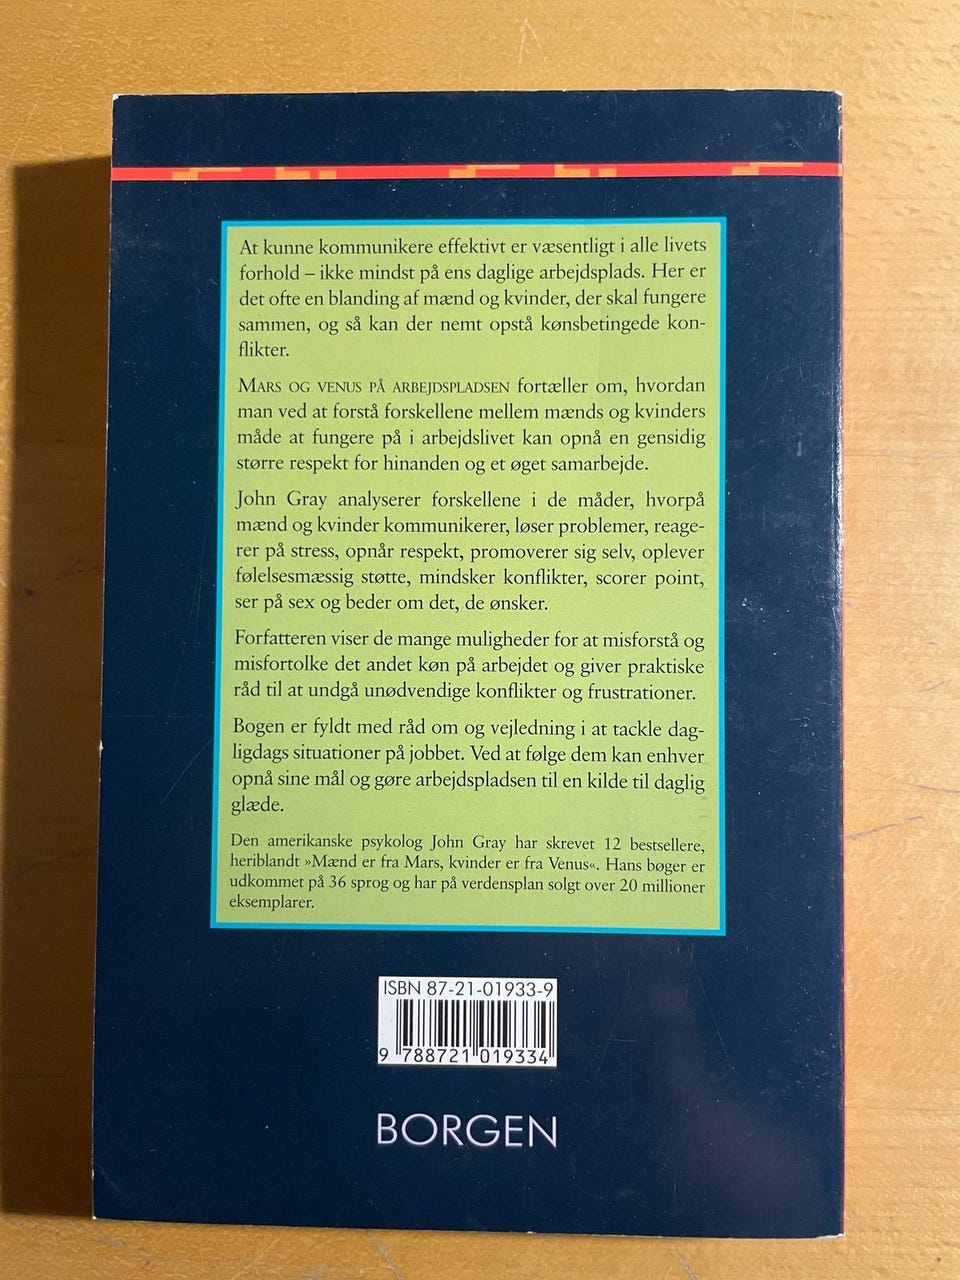 At kunne kommunikere effektivt er væsentligt i alle livets
forhold – ikke mindst på ens daglige arbejdsplads. Her er
det ofte en blanding af mænd og kvinder, der skal fungere
sammen, og så kan der nemt opstå kønsbetingede kon-
flikter.
MARS OG VENUS PÅ ARBEJDSPLADSEN fortæller om, hvordan
man ved at forstå forskellene mellem mænds og kvinders
måde at fungere på i arbejdslivet kan opnå en gensidig
større respekt for hinanden og et øget samarbejde.
John Gray analyserer forskellene i de måder, hvorpå
mænd og kvinder kommunikerer, løser problemer, reage-
rer på stress, opnår respekt, promoverer sig selv, oplever
følelsesmæssig støtte, mindsker konflikter, scorer point,
ser på sex og beder om det, de ønsker.
Forfatteren viser de mange muligheder for at misforstå og
misfortolke det andet køn på arbejdet og giver praktiske
råd til at undgå unødvendige konflikter og frustrationer.
Bogen er fyldt med råd om og vejledning i at tackle dag-
ligdags situationer på jobbet. Ved at følge dem kan enhver
opnå sine mål og gøre arbejdspladsen til en kilde til daglig
glæde.
Den amerikanske psykolog John Gray har skrevet 12 bestsellere,
heriblandt »Mænd er fra Mars, kvinder er fra Venus«. Hans bøger er
udkommet på 36 sprog og har på verdensplan solgt over 20 millioner
eksemplarer.
ISBN 87-21-01933-9
9 788721 019334
BORGEN